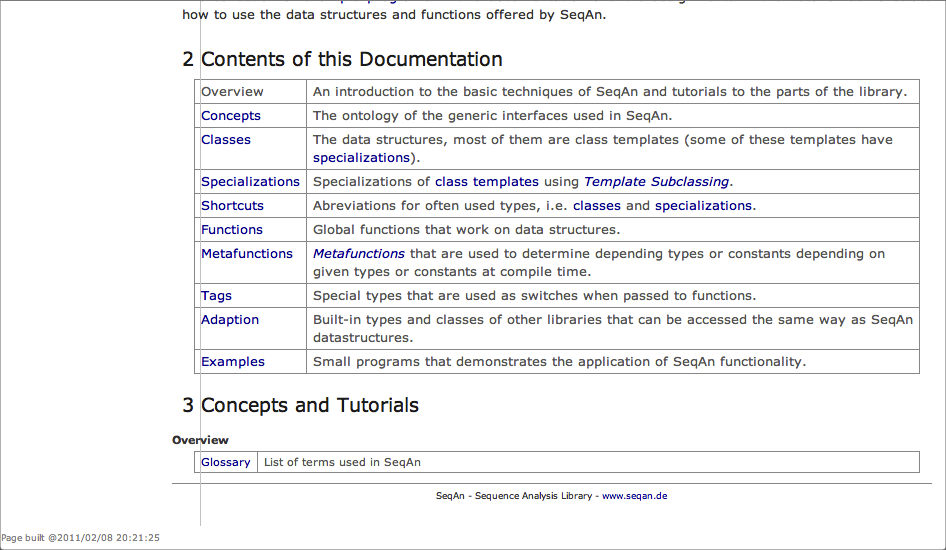 how to use the data structures and functions offered by SeqAn.
2 Contents of this Documentation
Overview An introduction to the basic techniques of SeqAn and tutorials to the parts of the library.
Concepts The ontology of the generic interfaces used in SeqAn.
Classes The data structures, most of them are class templates (some of these templates have
specializations).
Specializations Specializations of class templates using Template Subclassing.
Shortcuts Abreviations for often used types, i.e. classes and specializations.
Functions Global functions that work on data structures.
Metafunctions Metafunctions that are used to determine depending types or constants depending on
given types or constants at compile time.
Tags Special types that are used as switches when passed to functions.
Adaption Built-in types and classes of other libraries that can be accessed the same way as SeqAn
datastructures.
Examples Small programs that demonstrates the application of SeqAn functionality.
3 Concepts and Tutorials
Overview
Glossary List of terms used in SeqAn
SeqAn - Sequence Analysis Library - www.seqan.de
Page built @2011/02/08 20:21:25